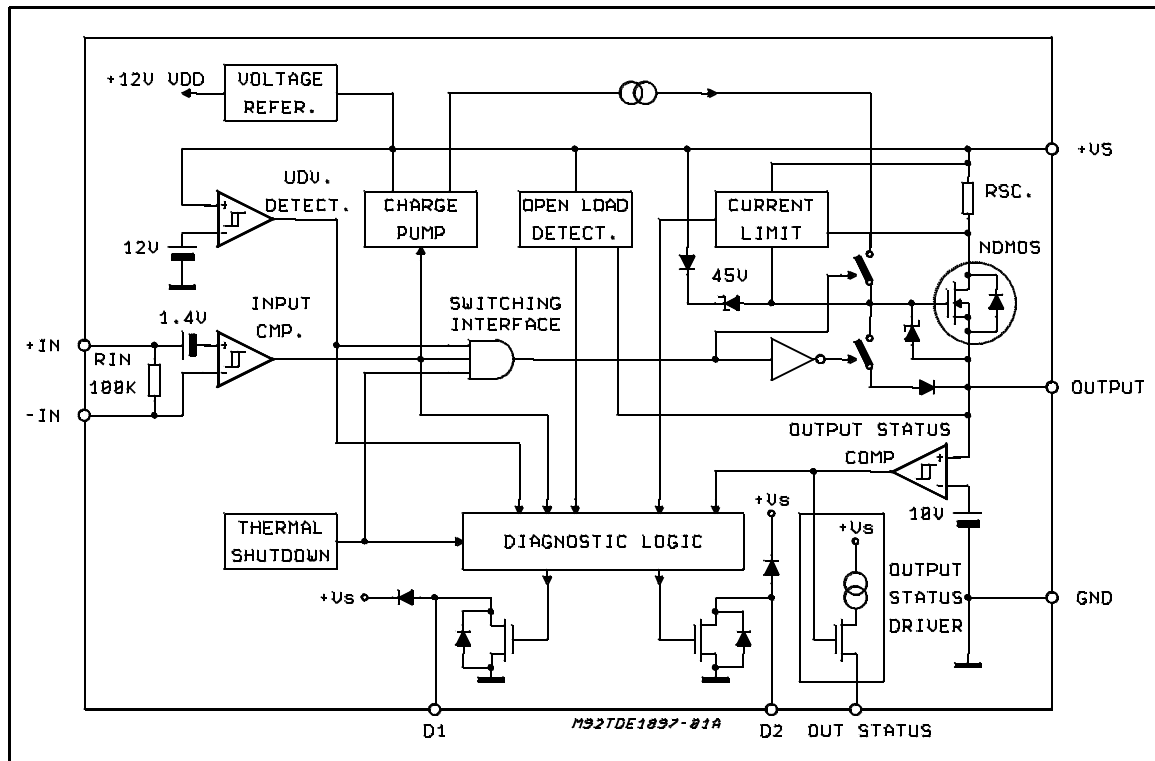 +12V VDD
VOLTAGE
REFER.
+VS
UDV.
DETECT.
CHARGE
PUMP
OPEN LOAD
DETECT.
CURRENT
LIMIT
RSC.
NDMOS
12V
45V
INPUT
CMP.
SWITCHING
INTERFACE
1.4V
+IN
RIN
100K
-IN
OUTPUT
OUTPUT STATUS
COMP
10V
THERMAL
SHUTDOWN
DIAGNOSTIC LOGIC
+Vs
+Vs
+Vs
OUTPUT
STATUS
DRIVER
GND
D1
M92TDE1897-01A
D2
OUT STATUS